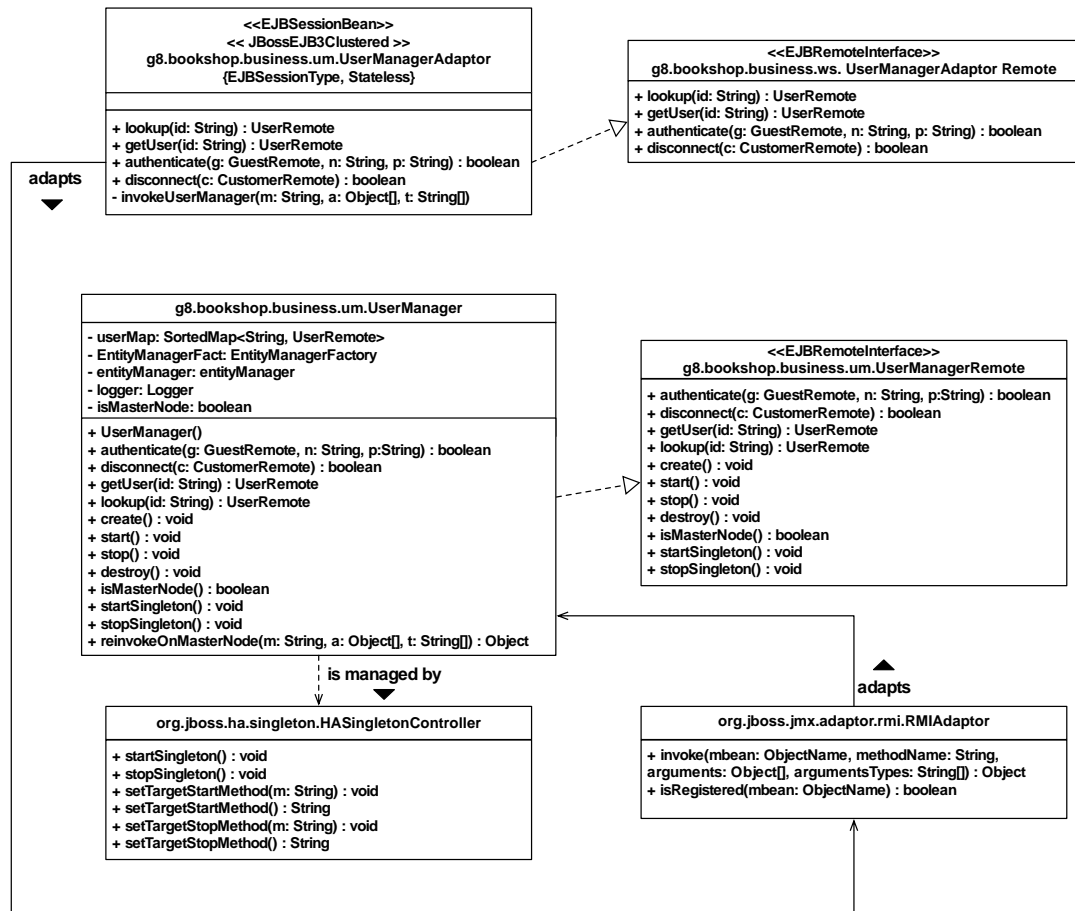 <<EJBSessionBean>>
<< JBossEJB3Clustered >>
g8.bookshop.business.um.UserManagerAdaptor
{EJBSessionType, Stateless}
+ lookup(id: String) : UserRemote
+ getUser(id: String) : UserRemote
+ authenticate(g: GuestRemote, n: String, p: String) : boolean
+ disconnect(c: CustomerRemote) : boolean
- invokeUserManager(m: String, a: Object[], t: String[])
<<EJBRemoteInterface>>
g8.bookshop.business.ws. UserManagerAdaptor Remote
+ lookup(id: String) : UserRemote
+ getUser(id: String) : UserRemote
+ authenticate(g: GuestRemote, n: String, p: String) : boolean
+ disconnect(c: CustomerRemote) : boolean
adapts
g8.bookshop.business.um.UserManager
- userMap: SortedMap<String, UserRemote>
- EntityManagerFact: EntityManagerFactory
- entityManager: entityManager
- logger: Logger
- isMasterNode: boolean
+ UserManager()
+ authenticate(g: GuestRemote, n: String, p:String) : boolean
+ disconnect(c: CustomerRemote) : boolean
+ getUser(id: String) : UserRemote
+ lookup(id: String) : UserRemote
+ create() : void
+ start() : void
+ stop() : void
+ destroy() : void
+ isMasterNode() : boolean
+ startSingleton() : void
+ stopSingleton() : void
+ reinvokeOnMasterNode(m: String, a: Object[], t: String[]) : Object
<<EJBRemoteInterface>>
g8.bookshop.business.um.UserManagerRemote
+ authenticate(g: GuestRemote, n: String, p:String) : boolean
+ disconnect(c: CustomerRemote) : boolean
+ getUser(id: String) : UserRemote
+ lookup(id: String) : UserRemote
+ create() : void
+ start() : void
+ stop() : void
+ destroy() : void
+ isMasterNode() : boolean
+ startSingleton() : void
+ stopSingleton() : void
is managed by
adapts
org.jboss.ha.singleton.HASingletonController
+ startSingleton() : void
+ stopSingleton() : void
+ setTargetStartMethod(m: String) : void
+ setTargetStartMethod() : String
+ setTargetStopMethod(m: String) : void
+ setTargetStopMethod() : String
org.jboss.jmx.adaptor.rmi.RMIAdaptor
+ invoke(mbean: ObjectName, methodName: String,
arguments: Object[], argumentsTypes: String[]) : Object
+ isRegistered(mbean: ObjectName) : boolean